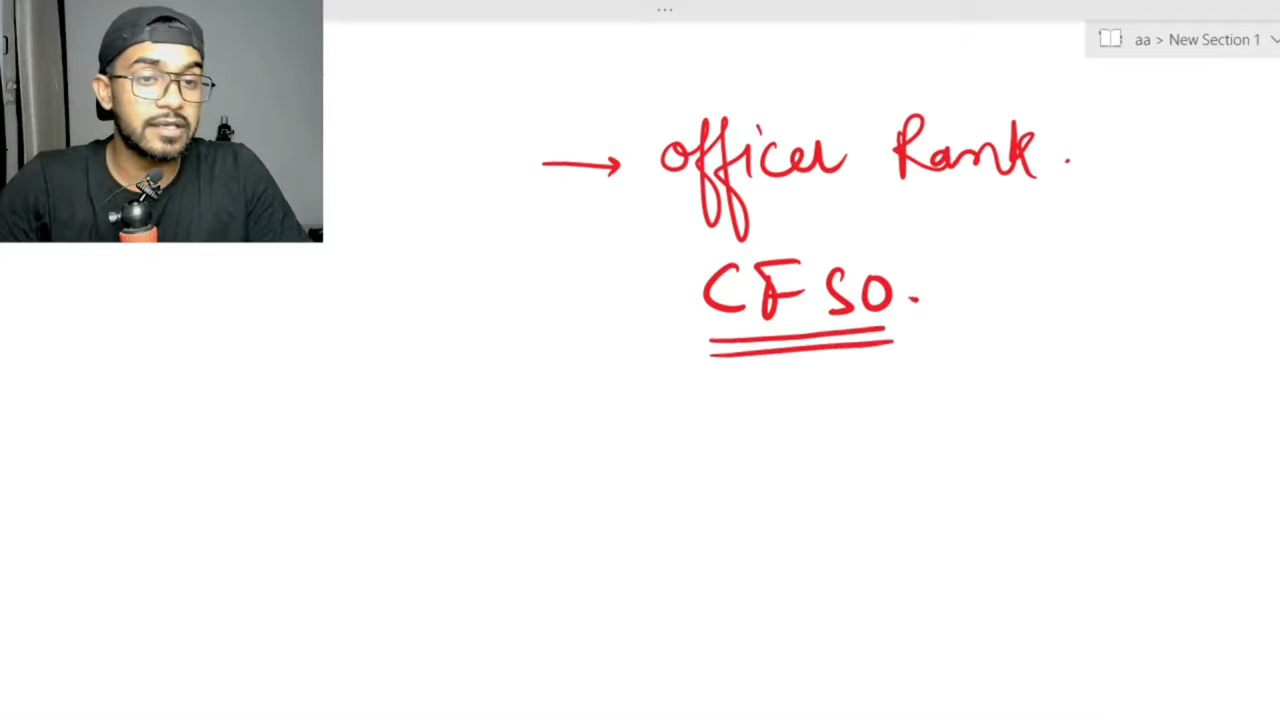 aa > New Section 1
→ officer Rank.
CFSO.